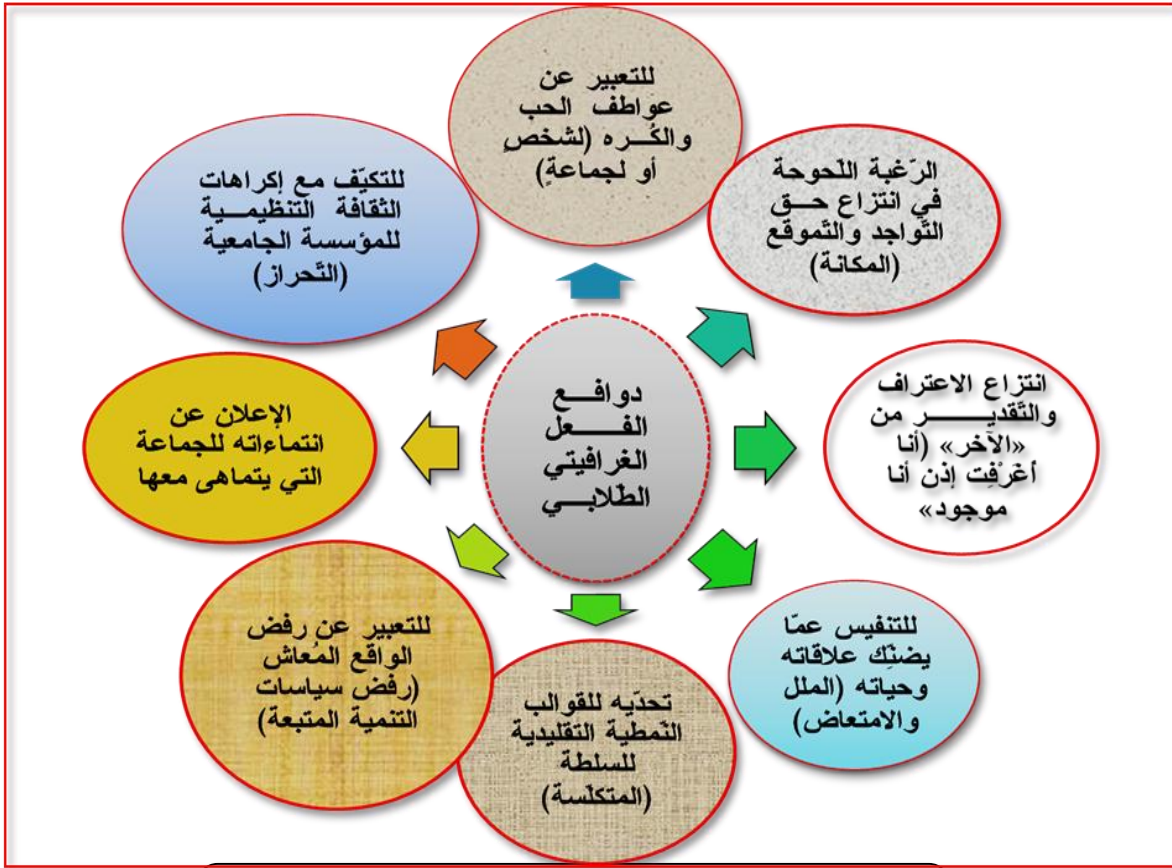 دوافع
الفعل
الغرافيتي
الطّلابي
للتعبير عن
عواطف الحب
والكُره (لشخصٍ
أو لجماعةٍ)
الرّغبة اللّحوحة
في انتزاع حق
التّواجد والتّموقع
(المكانة)
انتزاع الاعتراف
والتّقدير من
«الآخر» (أنا
أغَرْفِت إذن أنا
موجود»
للتنفيس عمّا
يضنِّك علاقاته
وحياته (الملل
والامتعاض)
تحدّيه للقوالب
النّمطية التقليدية
للسلطة
(المتكلّسة)
للتعبير عن رفض
الواقع المُعاش
(رفض سياسات
التنمية المتبعة)
الإعلان عن
انتماءاته للجماعة
التي يتماهى معها
للتكيّف مع إكراهات
الثقافة التنظيمية
للمؤسسة الجامعية
(التَّحراز)